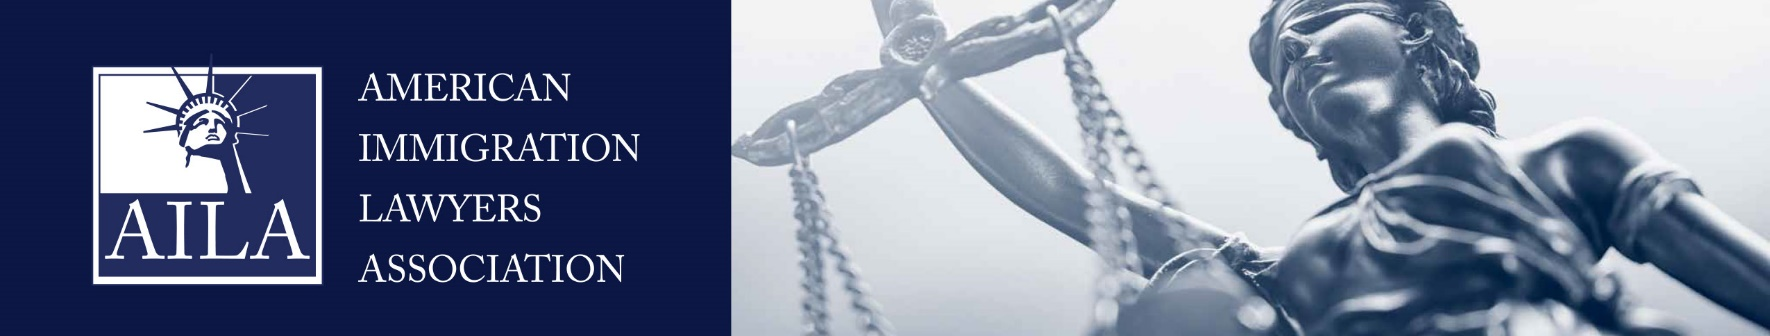 AILA
AMERICAN
IMMIGRATION
LAWYERS
ASSOCIATION